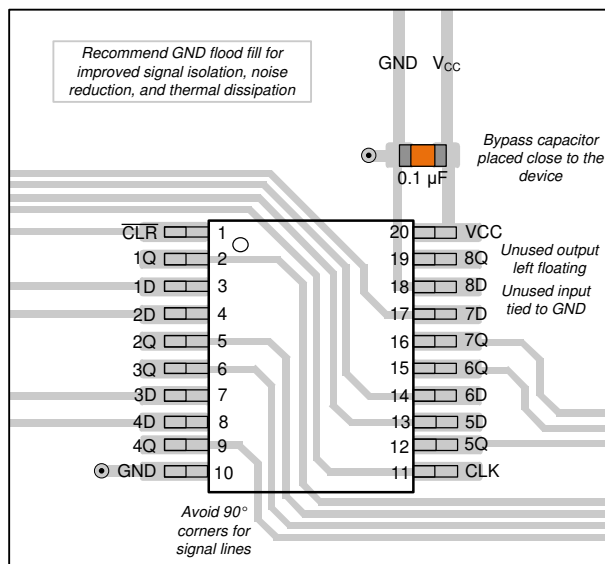 Recommend GND flood fill for
improved signal isolation, noise
reduction, and thermal dissipation
GND VCC
Bypass capacitor
placed close to the
device
0.1 µF
CLR 1 20 VCC
1Q 2 19 8Q
Unused output
left floating
1D 3 18 8D
Unused input
tied to GND
2D 4 17 7D
2Q 5 16 7Q
3Q 6 15 6Q
3D 7 14 6D
4D 8 13 5D
4Q 9 12 5Q
GND 10 11 CLK
Avoid 90°
corners for
signal lines